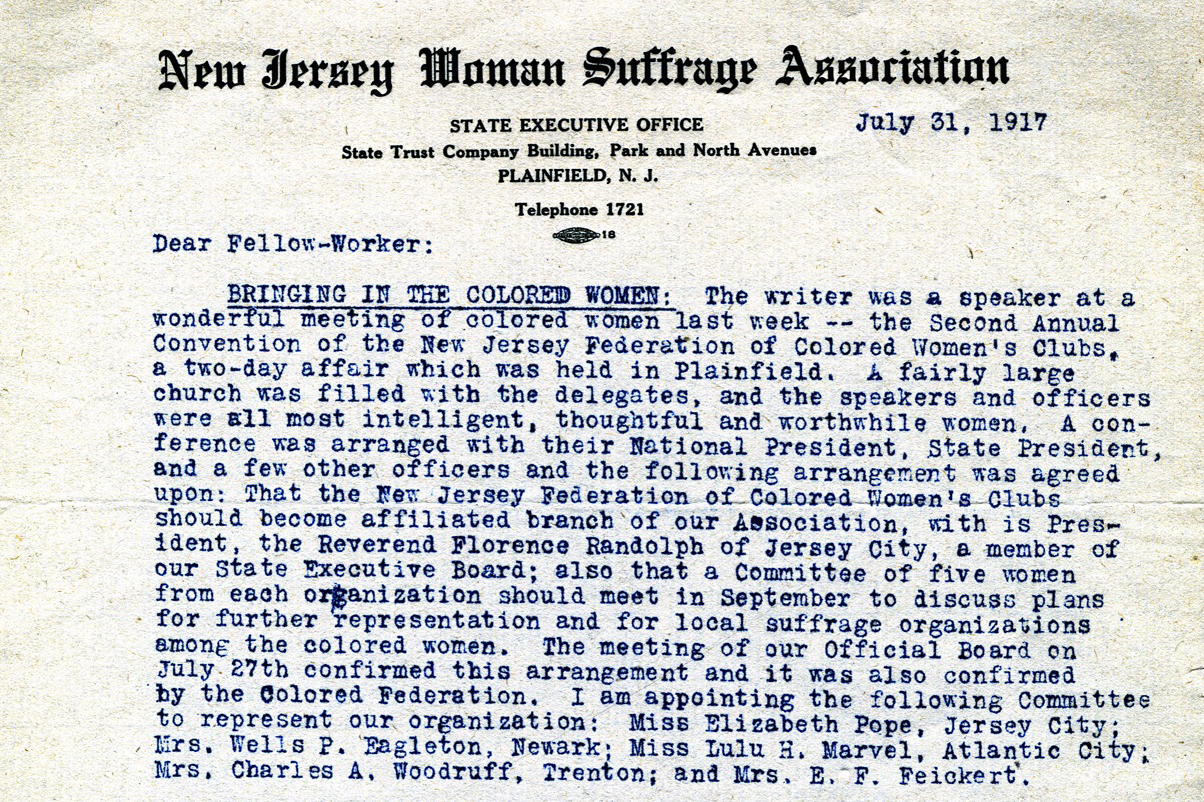 New Jersey Woman Suffrage Association
July 31, 1917
STATE EXECUTIVE OFFICE
State Trust Company Building, Park and North Avenues
PLAINFIELD, N. J.
Telephone 1721
18
Dear Fellow-Worker:
BRINGING IN THE COLORED WOMEN: The writer was a speaker at a
wonderful meeting of colored women last week -- the Second Annual
Convention of the New Jersey Federation of Colored Women's Clubs,
a two-day affair which was held in Plainfield. A fairly large
church was filled with the delegates, and the speakers and officers
were all most intelligent, thoughtful and worthwhile women. A con-
ference was arranged with their National President, State President,
and a few other officers and the following arrangement was agreed
upon: That the New Jersey Federation of Colored Women's Clubs
should become affiliated branch of our Association, with is Pres-
ident, the Reverend Florence Randolph of Jersey City, a member of
our State Executive Board; also that a Committee of five women
from each organization should meet in September to discuss plans
for further representation and for local suffrage organizations
among the colored women. The meeting of our Official Board on
July 27th confirmed this arrangement and it was also confirmed
by the Colored Federation. I am appointing the following Committee
to represent our organization: Miss Elizabeth Pope, Jersey City;
Mrs. Wells P. Eagleton, Newark; Miss Lulu H. Marvel, Atlantic City;
Mrs. Charles A. Woodruff, Trenton; and Mrs. E. F. Feickert.